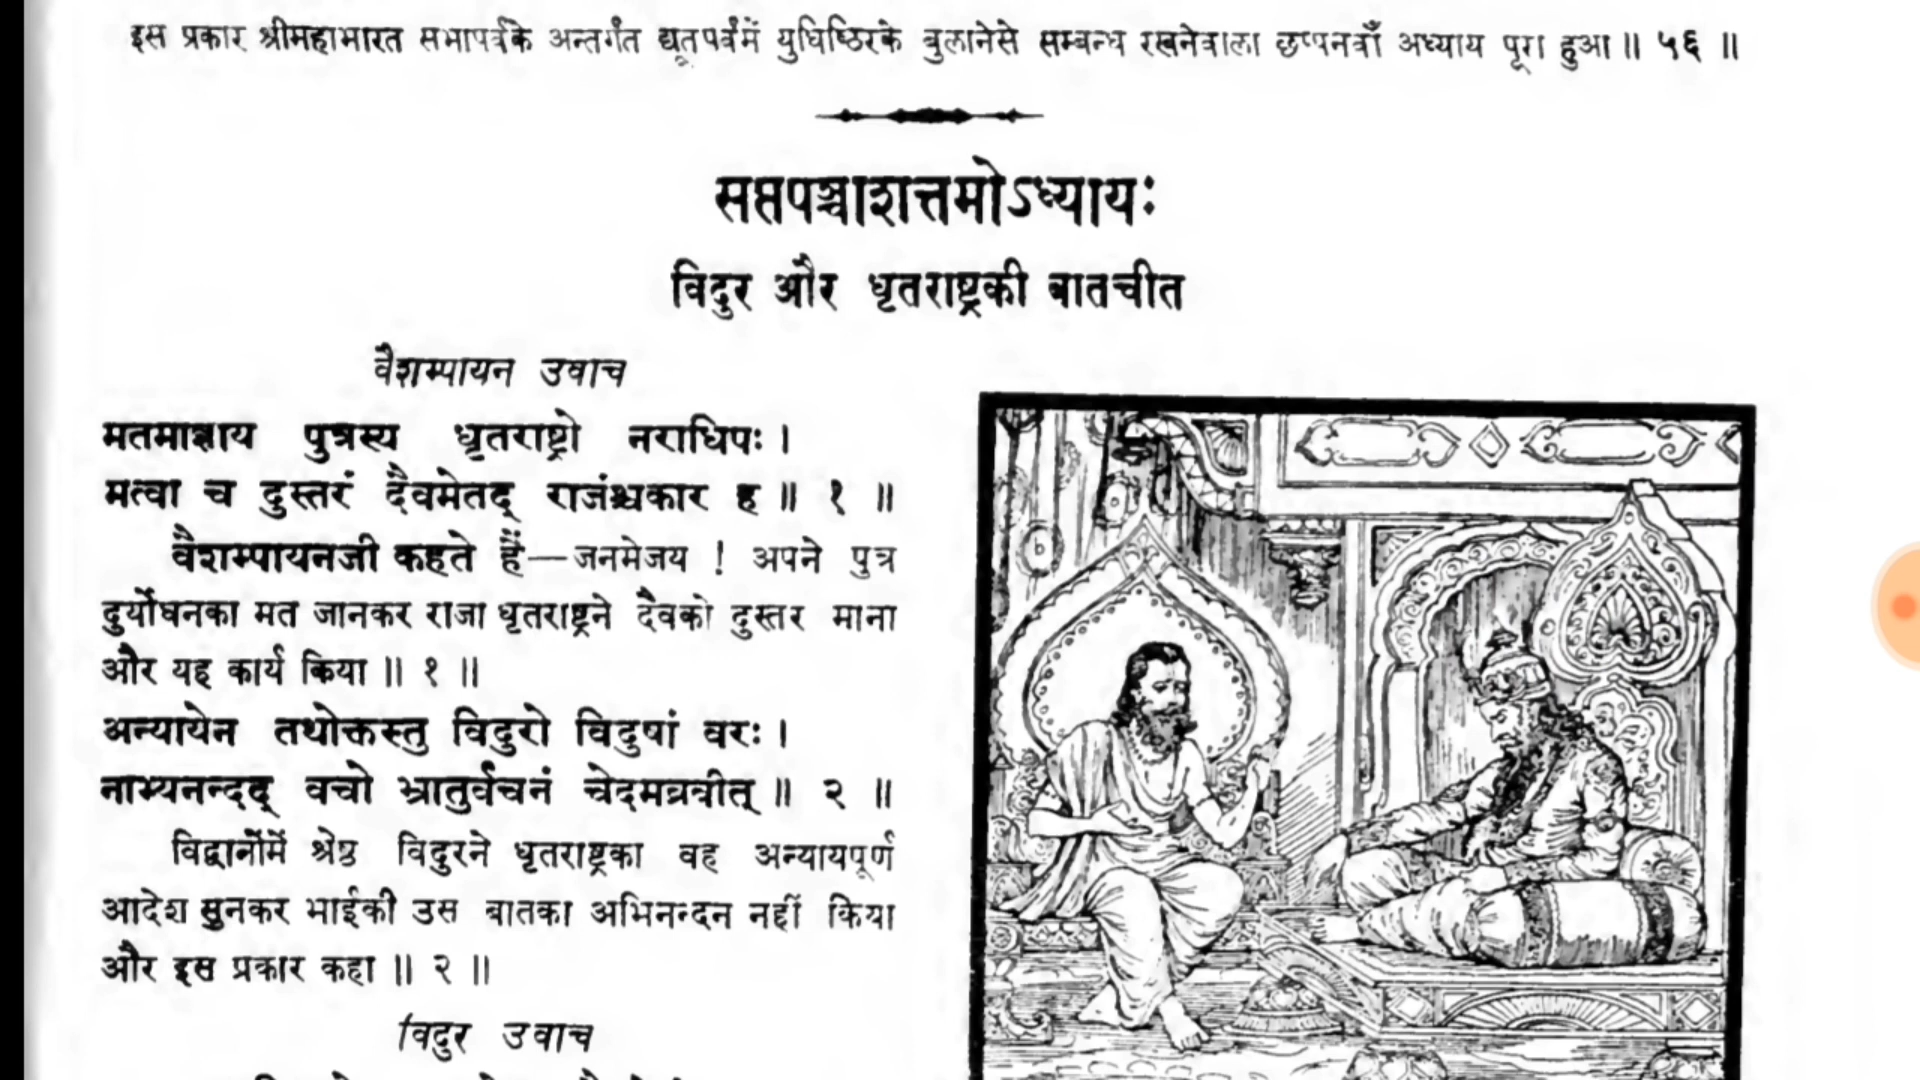 इस प्रकार श्रीमहाभारत सभापर्वके अन्तर्गत द्यूतपर्वमें युधिष्ठिरके बुलानेसे सम्बन्ध रखनेवाला छप्पनवाँ अध्याय पूरा हुआ ॥ ५६ ॥
सप्तपञ्चाशत्तमोऽध्यायः
विदुर और धृतराष्ट्रकी बातचीत
वैशम्पायन उवाच
मतमाज्ञाय पुत्रस्य धृतराष्ट्रो नराधिपः ।
मत्वा च दुस्तरं दैवमेतद् राजंश्चकार ह ॥ १ ॥
वैशम्पायनजी कहते हैं—जनमेजय ! अपने पुत्र
दुर्योधनका मत जानकर राजा धृतराष्ट्रने दैवको दुस्तर माना
और यह कार्य किया ॥ १ ॥
अन्यायेन तथोक्तस्तु विदुरो विदुषां वरः ।
नाभ्यनन्दद् वचो भ्रातुर्वचनं चेदमब्रवीत् ॥ २ ॥
विद्वानोंमें श्रेष्ठ विदुरने धृतराष्ट्रका वह अन्यायपूर्ण
आदेश सुनकर भाईकी उस बातका अभिनन्दन नहीं किया
और इस प्रकार कहा ॥ २ ॥
विदुर उवाच